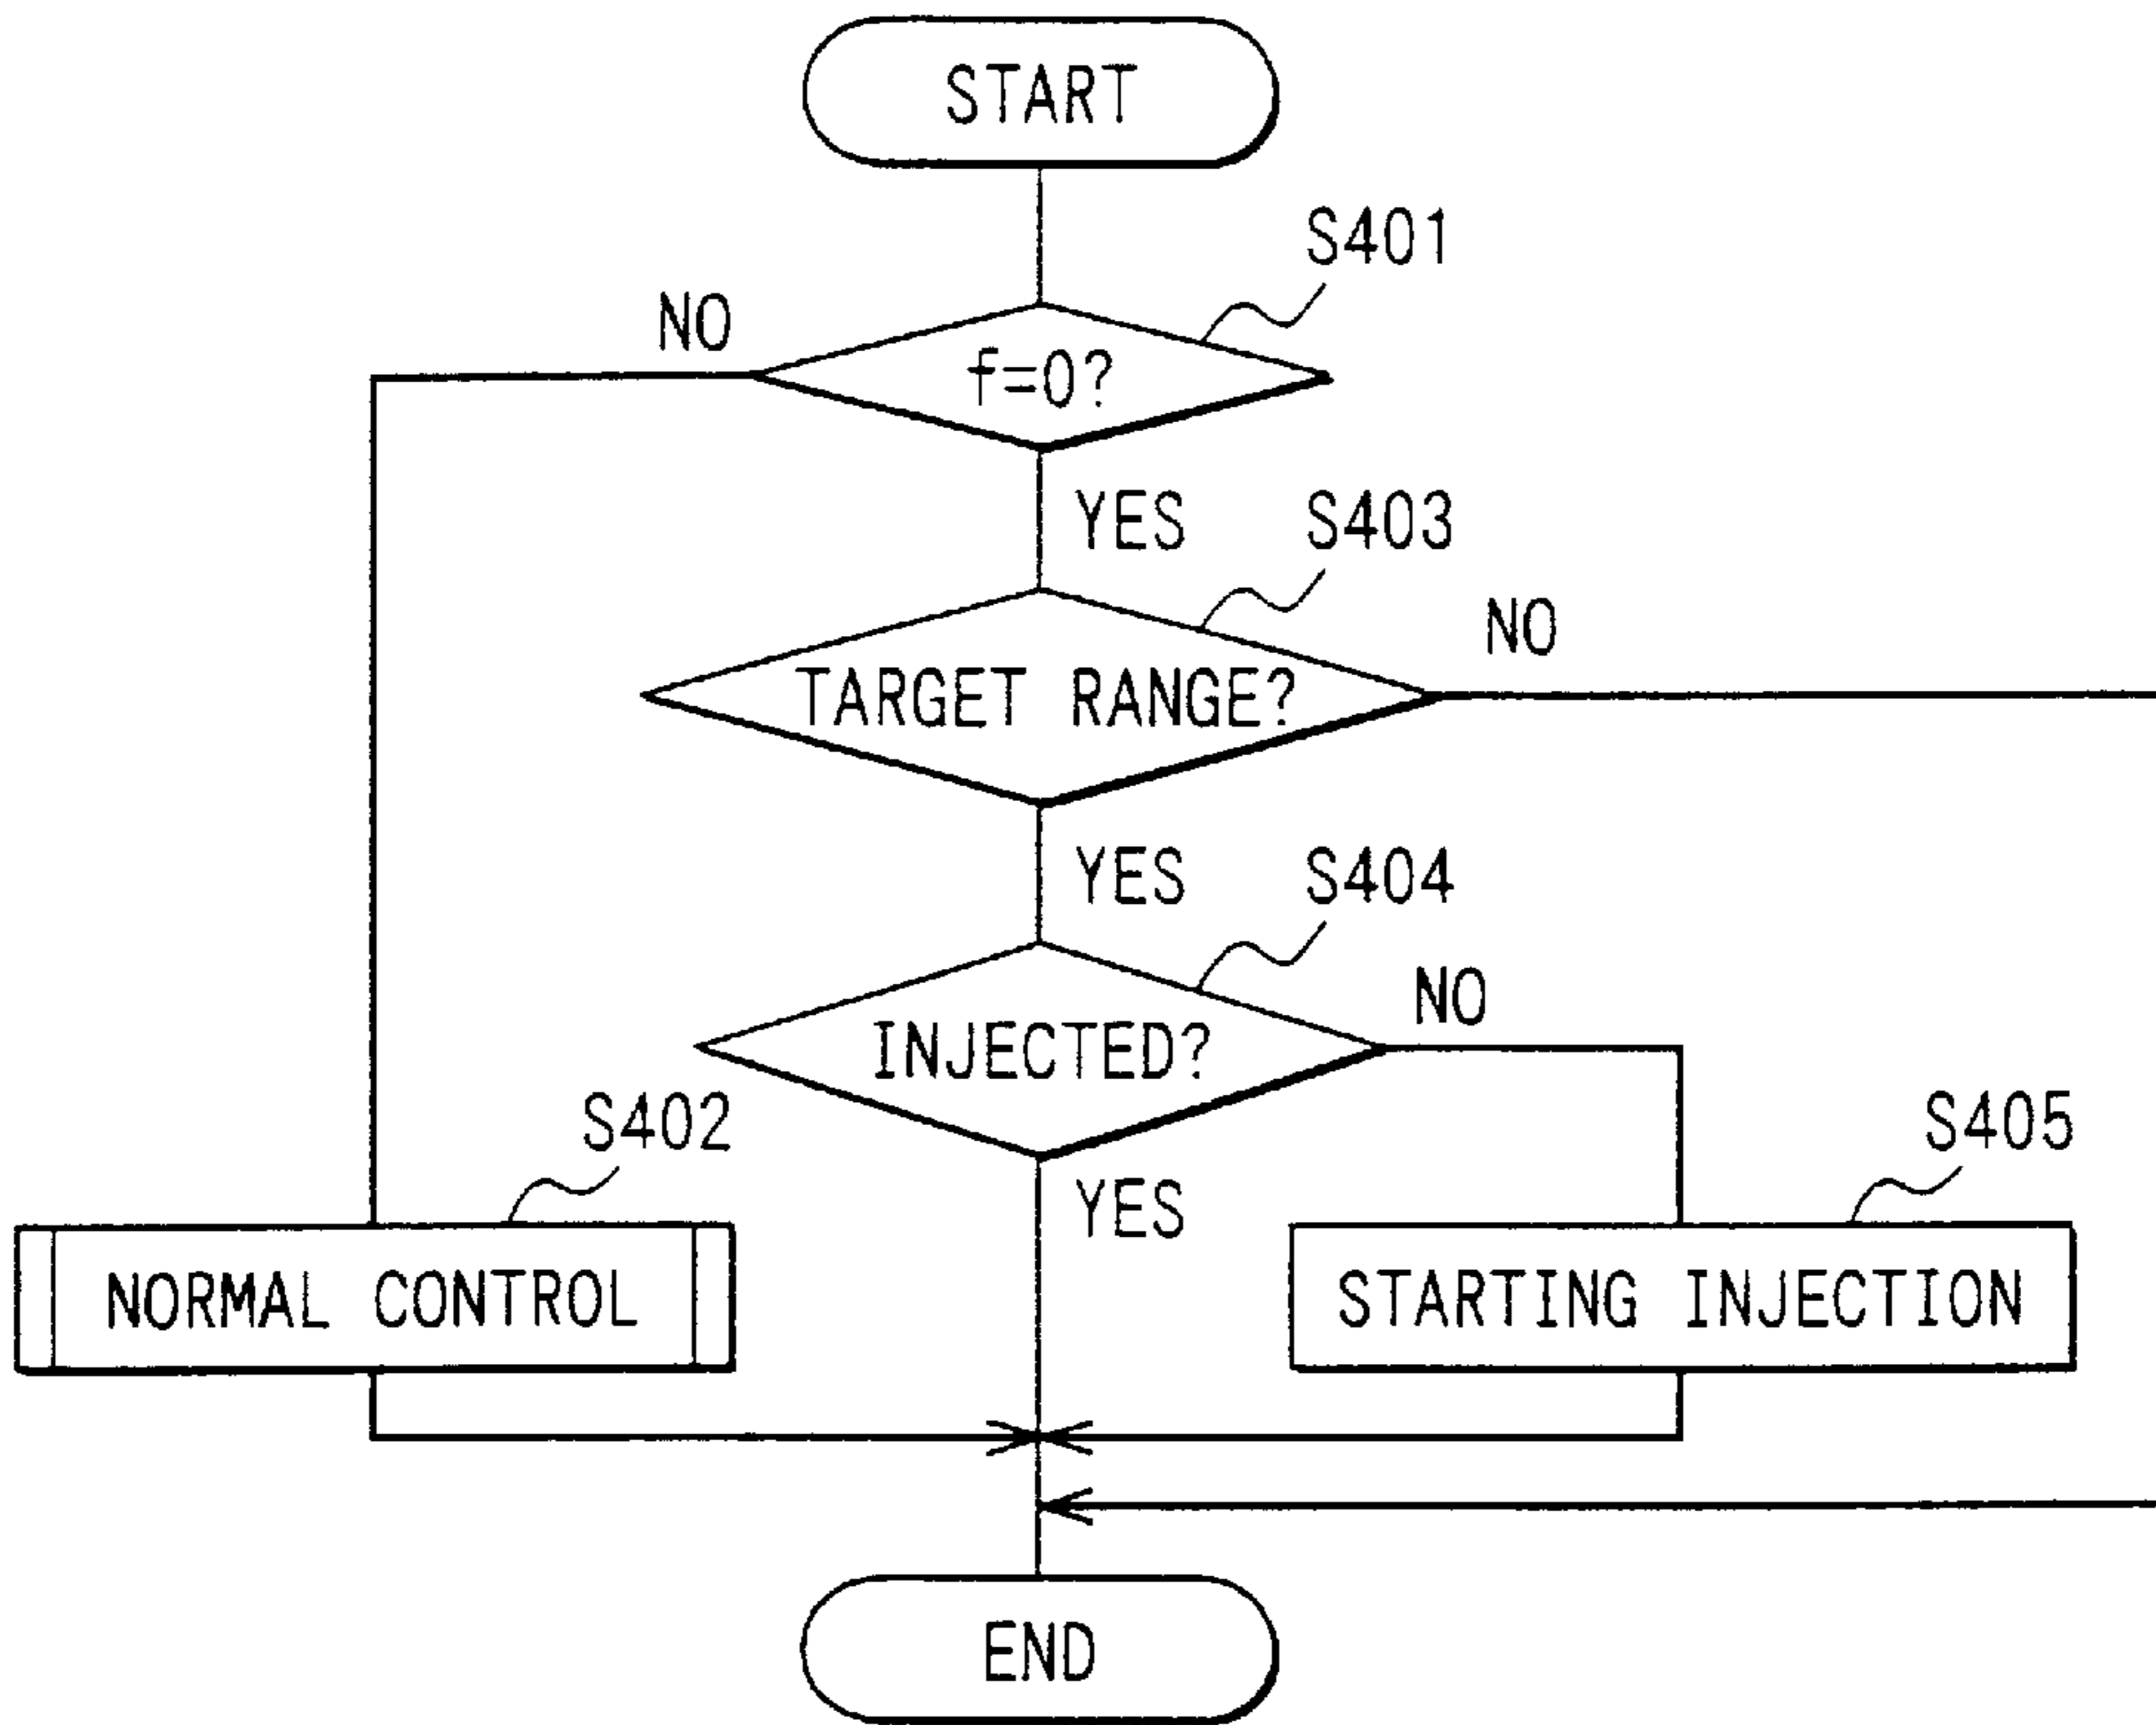 START
S401
NO
f=0?
YES
S403
NO
TARGET RANGE?
YES
S404
NO
INJECTED?
S402
S405
YES
NORMAL CONTROL
STARTING INJECTION
END